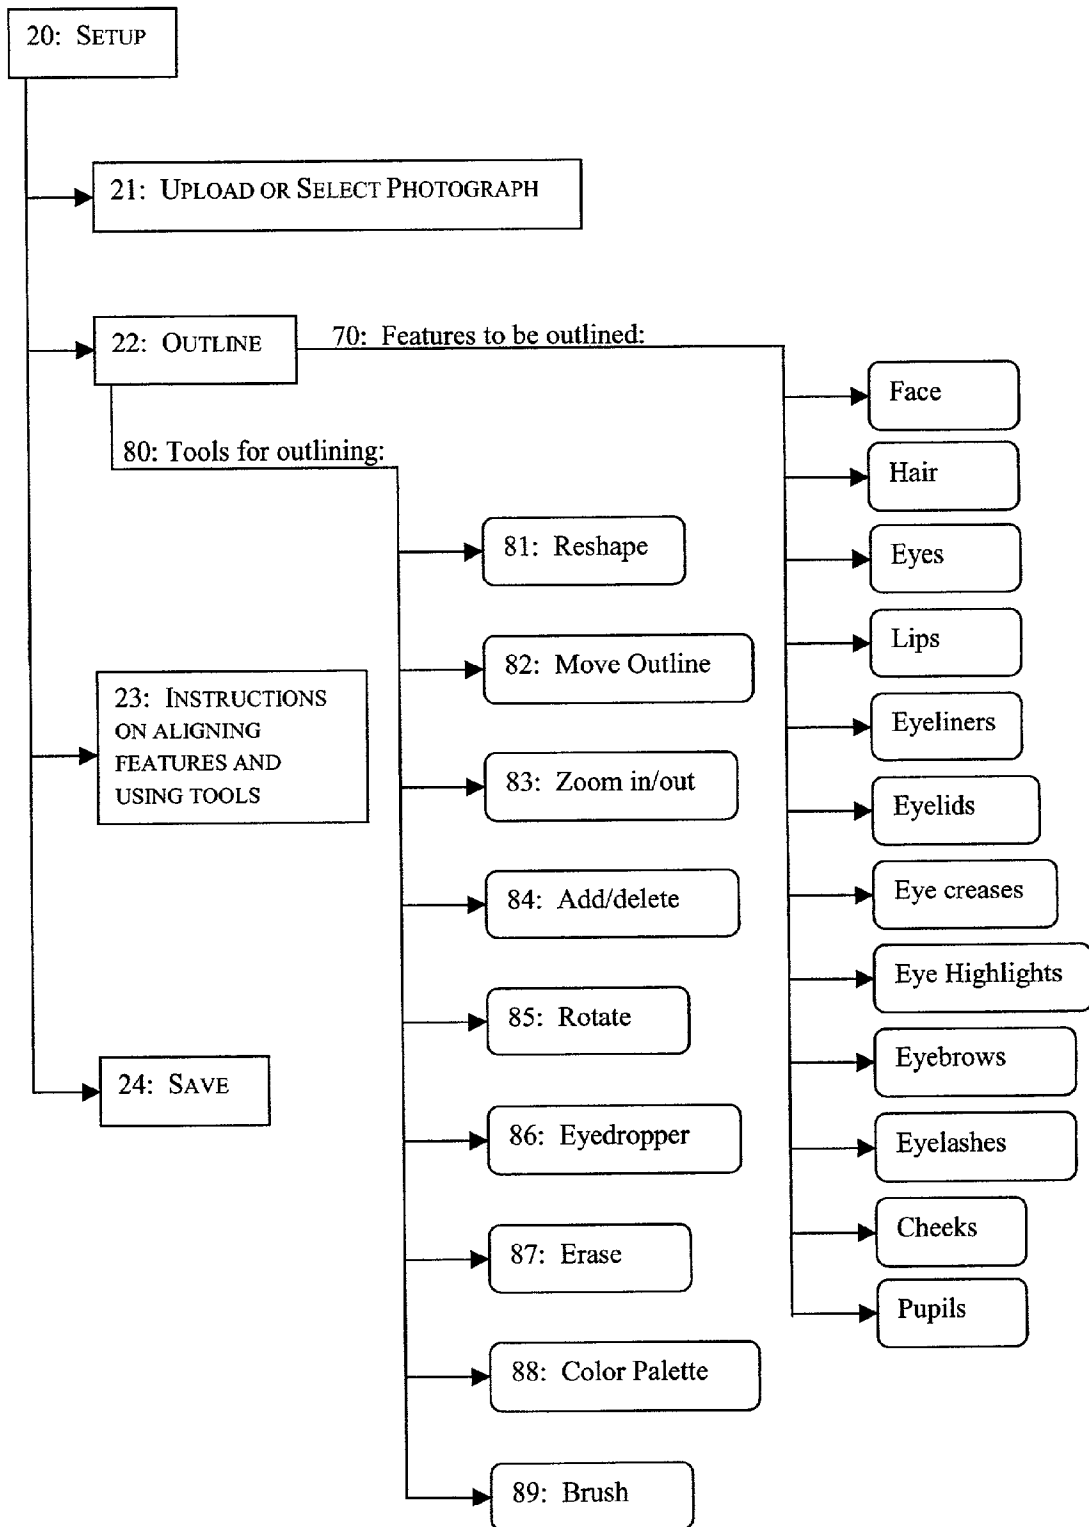 20: SETUP
21: UPLOAD OR SELECT PHOTOGRAPH
22: OUTLINE
70: Features to be outlined:
80: Tools for outlining:
23: INSTRUCTIONS
ON ALIGNING
FEATURES AND
USING TOOLS
24: SAVE
81: Reshape
82: Move Outline
83: Zoom in/out
84: Add/delete
85: Rotate
86: Eyedropper
87: Erase
88: Color Palette
89: Brush
Face
Hair
Eyes
Lips
Eyeliners
Eyelids
Eye creases
Eye Highlights
Eyebrows
Eyelashes
Cheeks
Pupils